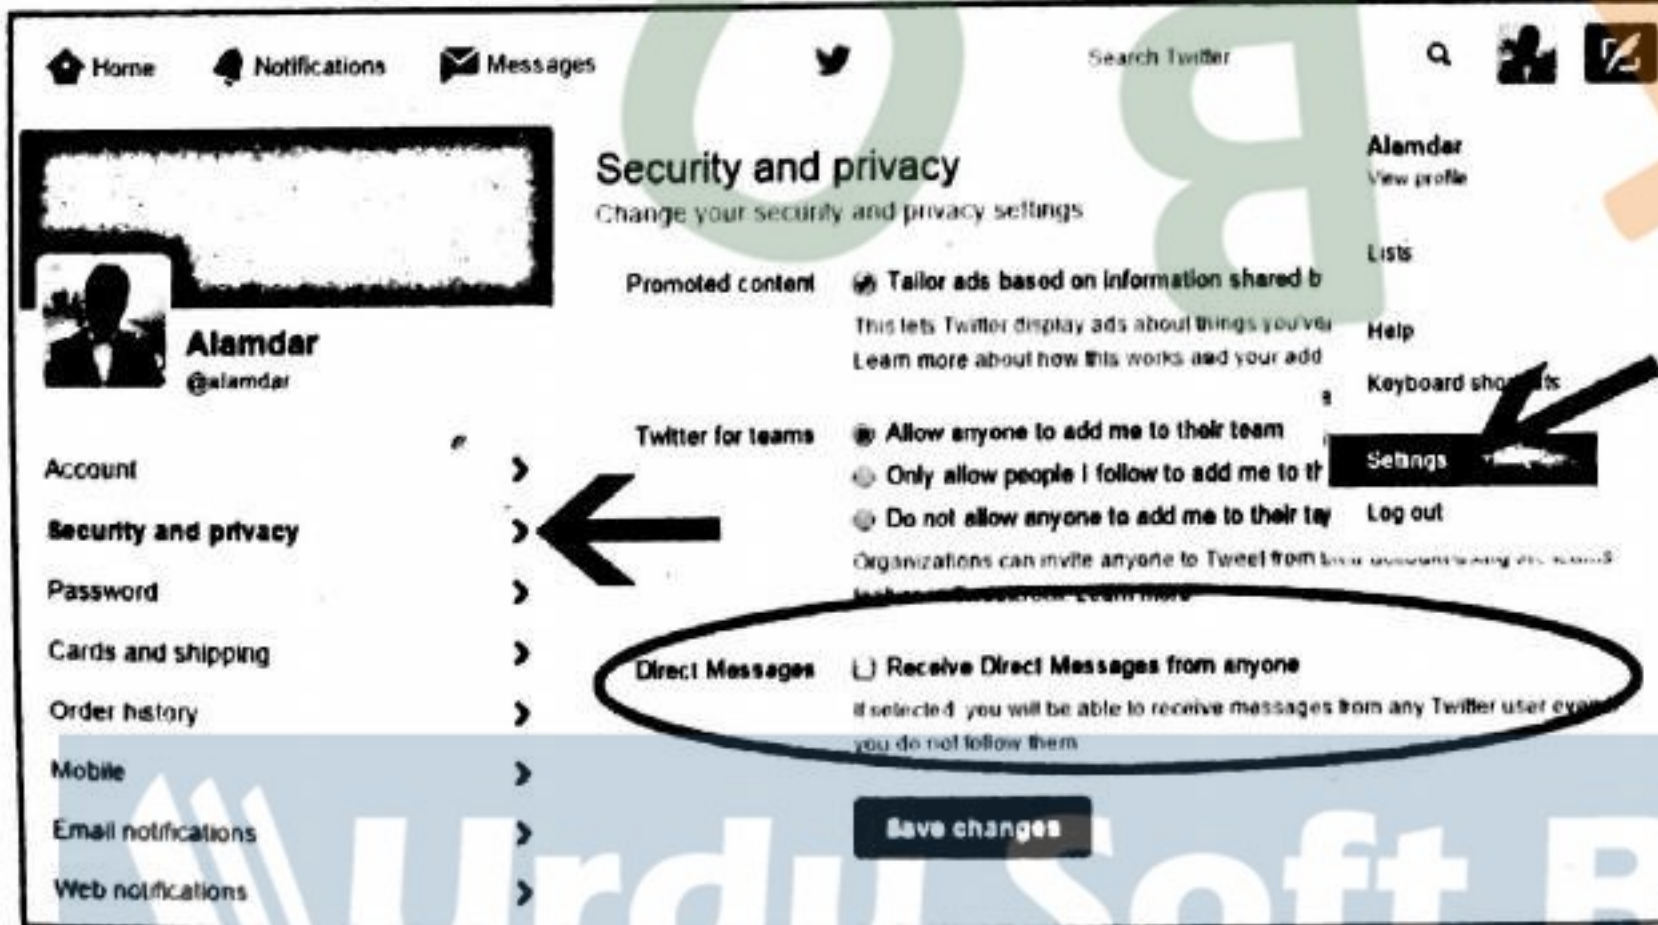 Home Notifications Messages Search Twitter
Alamdar
View profile
Lists
Help
Keyboard
Settings
Log out
Alamdar
@alamdar
Account
Security and privacy
Password
Cards and shipping
Order history
Mobile
Email notifications
Web notifications
Security and privacy
Change your security and privacy settings
Promoted content Tailor ads based on information shared b
This lets Twitter display ads about things you've
Learn more about how this works and your add
Twitter for teams Allow anyone to add me to their team
Only allow people I follow to add me to th
Do not allow anyone to add me to their
Organizations can invite anyone to Tweet from
Learn more
Direct Messages Receive Direct Messages from anyone
If selected you will be able to receive messages from any Twitter user even
you do not follow them
Save changes
Urdu Soft B